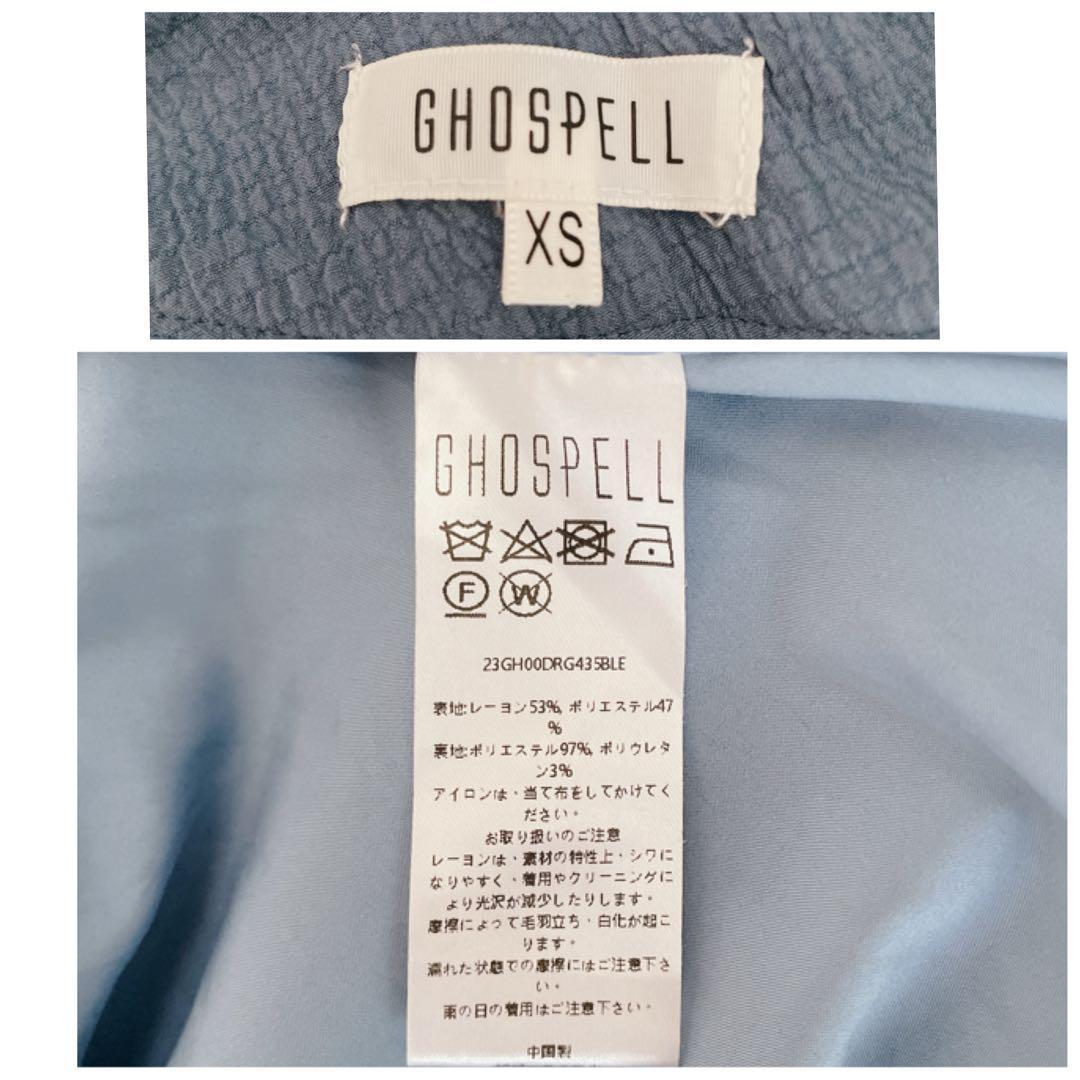 GHOSPELL
XS
GHOSPELL
F
W
23GH00DRG435BLE
表地:レーヨン53%, ポリエステル47
%
裏地:ポリエステル97%, ポリウレタ
ン3%
アイロンは、当て布をしてかけてく
ださい。
お取り扱いのご注意
レーヨンは、素材の特性上、シワに
なりやすく、着用やクリーニングに
より光沢が減少したりします。
摩擦によって毛羽立ち、白化が起こ
ります。
濡れた状態での摩擦にはご注意下さ
い。
雨の日の着用はご注意下さい。
中国製